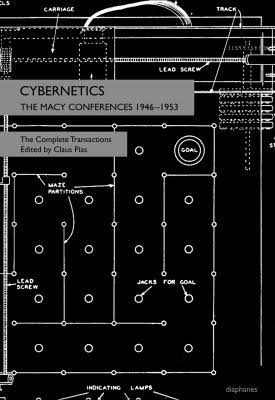 CARRIAGE
TRACK
LEAD SCREW
CYBERNETICS
THE MACY CONFERENCES 1946–1953
The Complete Transactions
Edited by Claus Pias
GOAL
MAZE
PARTITIONS
LEAD
SCREW
JACKS FOR GOAL
diaphanes
INDICATING LAMPS